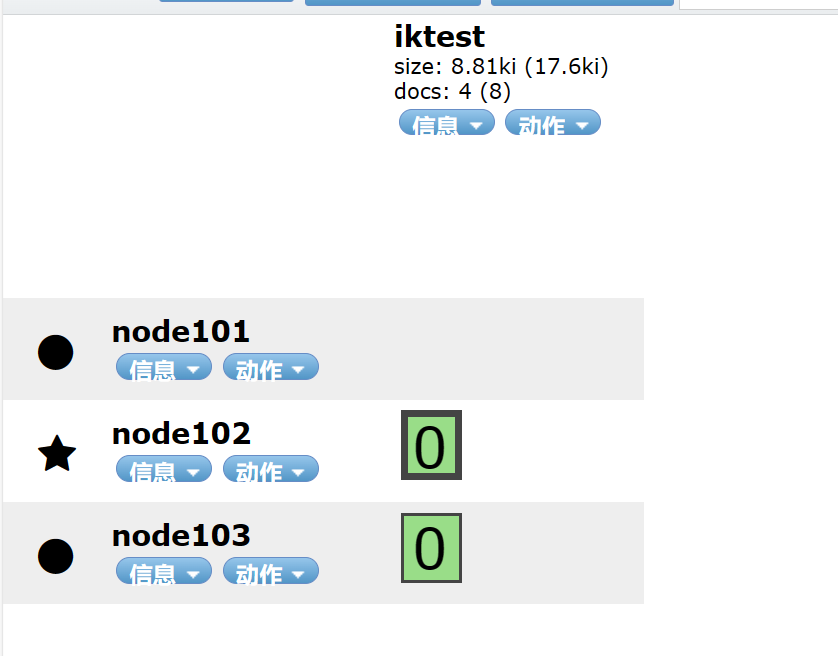 iktest
size: 8.81ki (17.6ki)
docs: 4 (8)
信息 动作
node101
信息 动作
node102
0
信息 动作
node103
0
信息 动作